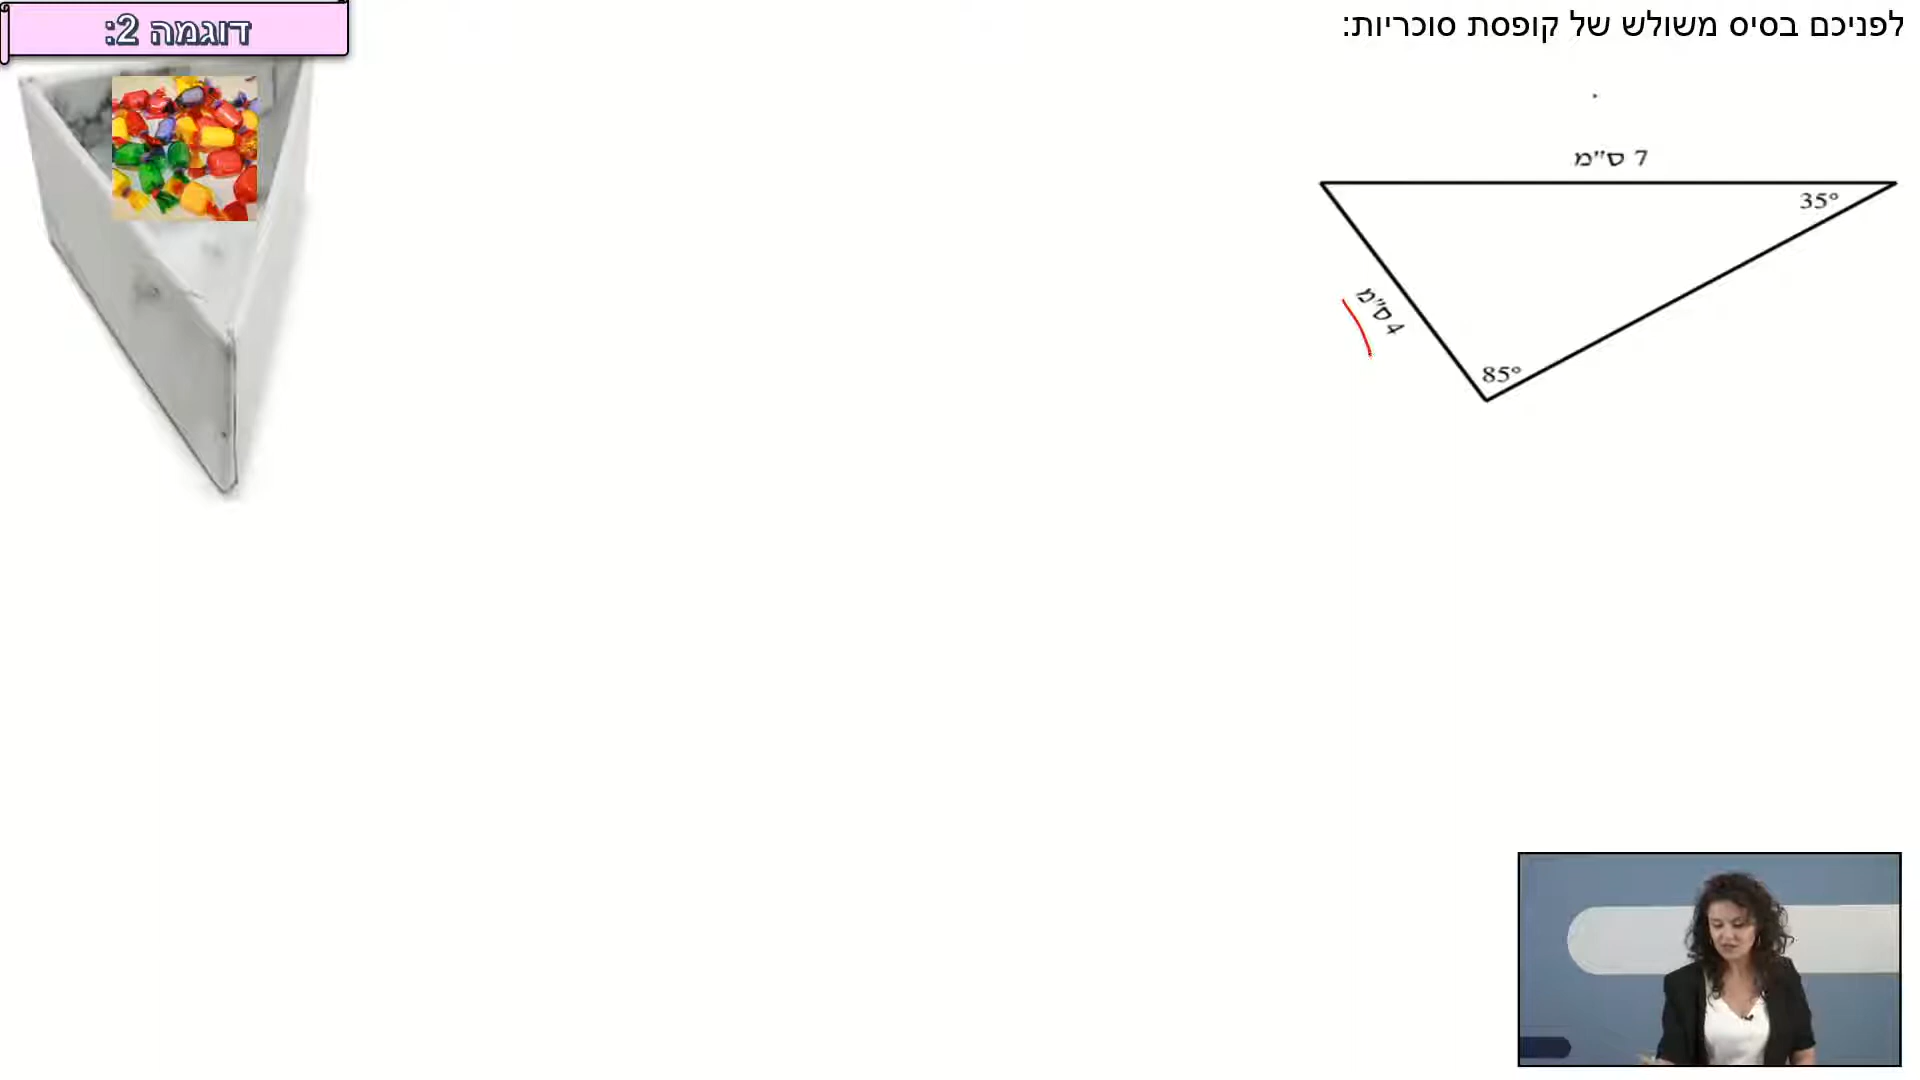 לפניכם בסיס משולש של קופסת סוכריות:
דוגמה 2:
7 ס"מ
35°
4 ס"מ
85°